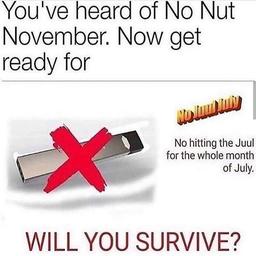 You've heard of No Nut
November. Now get
ready for
No Juul July
No hitting the Juul
for the whole month
of July.
WILL YOU SURVIVE?